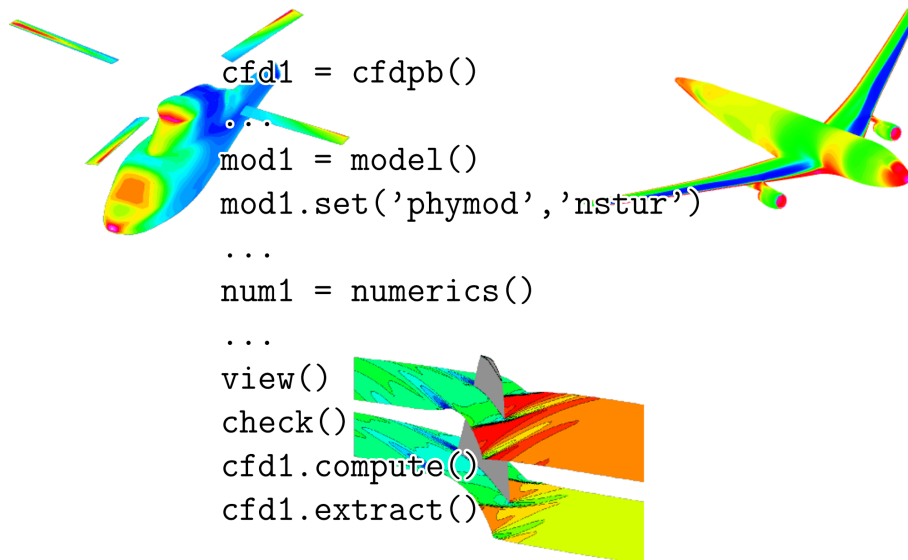 cfd1 = cfdpb()
...
mod1 = model()
mod1.set('phymod','nstur')
...
num1 = numerics()
...
view()
check()
cfd1.compute()
cfd1.extract()